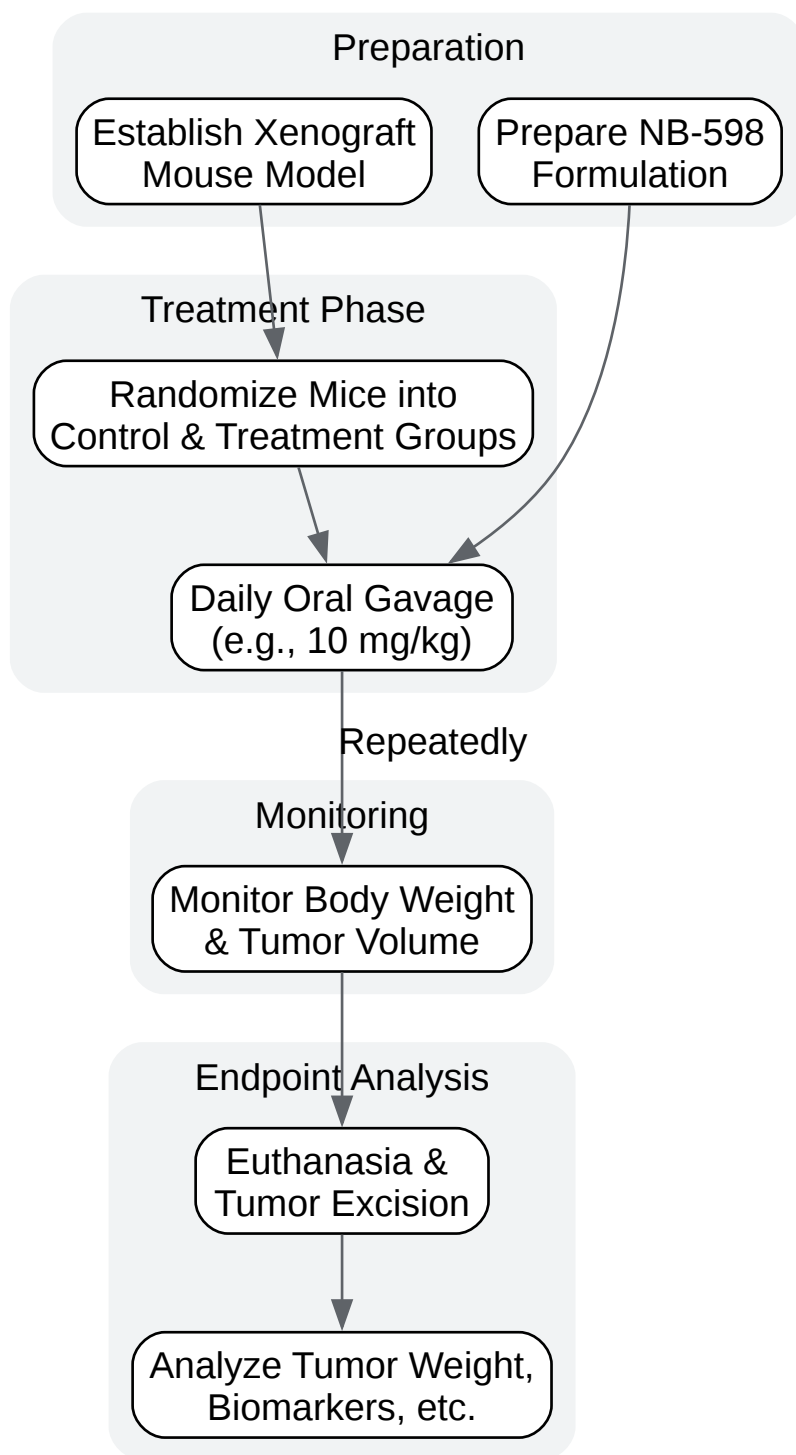 Preparation
Establish Xenograft
Mouse Model
Prepare NB-598
Formulation
Treatment Phase
Randomize Mice into
Control & Treatment Groups
Daily Oral Gavage
(e.g., 10 mg/kg)
Repeatedly
Monitoring
Monitor Body Weight
& Tumor Volume
Endpoint Analysis
Euthanasia &
Tumor Excision
Analyze Tumor Weight,
Biomarkers, etc.